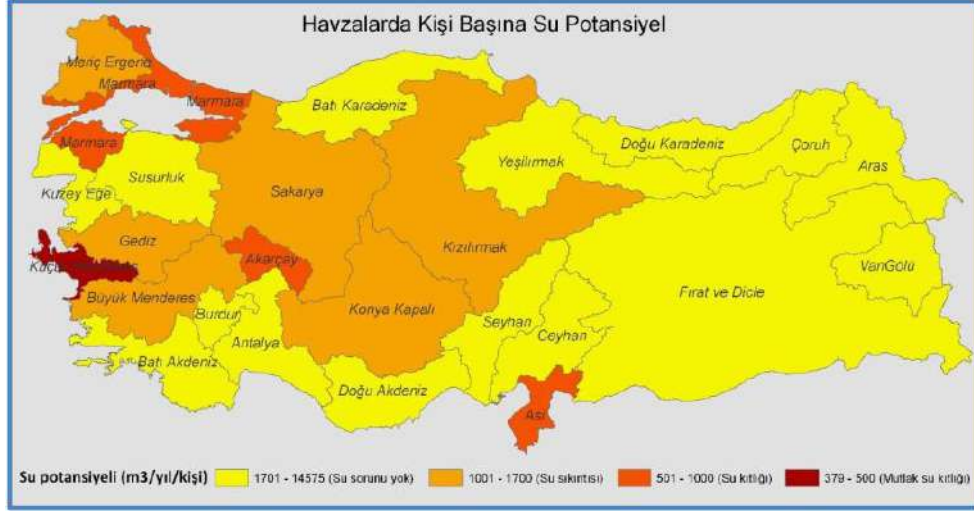 Havzalarda Kişi Başına Su Potansiyel
Meriç Ergene
Marmara
Marmara
Batı Karadeniz
Marmara
Doğu Karadeniz
Çoruh
Yeşilırmak
Aras
Susurluk
Kuzey Ege
Sakarya
Gediz
Kızılırmak
Akarçay
VanGölü
Büyük Menderes
Fırat ve Dicle
Konya Kapalı
Burdur
Seyhan
Ceyhan
Antalya
Batı Akdeniz
Doğu Akdeniz
Asi
Su potansiyeli (m3/yıl/kişi) 1701 - 14575 (Su sorunu yok) 1001 - 1700 (Su sıkıntısı) 501 - 1000 (Su kıtlığı) 379 - 500 (Mutlak su kıtlığı)